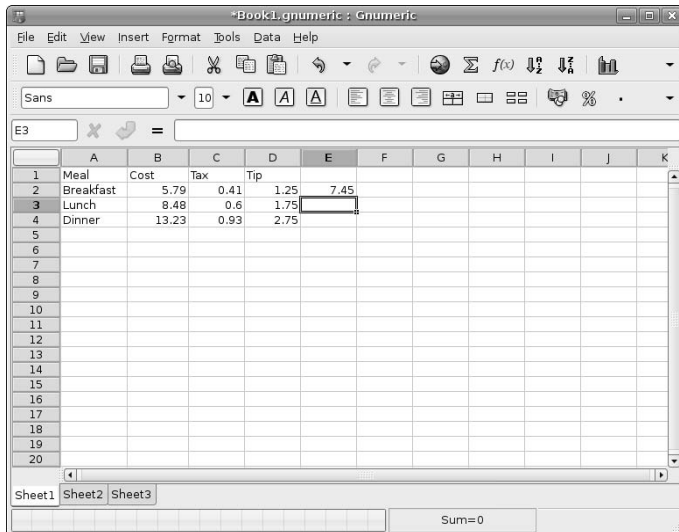 *Book1.gnumeric : Gnumeric
File Edit View Insert Format Tools Data Help
f(x)
Sans 10 A A A %
E3 =
A B C D E F G H I J K
1 Meal Cost Tax Tip
2 Breakfast 5.79 0.41 1.25 7.45
3 Lunch 8.48 0.6 1.75
4 Dinner 13.23 0.93 2.75
5
6
7
8
9
10
11
12
13
14
15
16
17
18
19
20
Sheet1 Sheet2 Sheet3
Sum=0